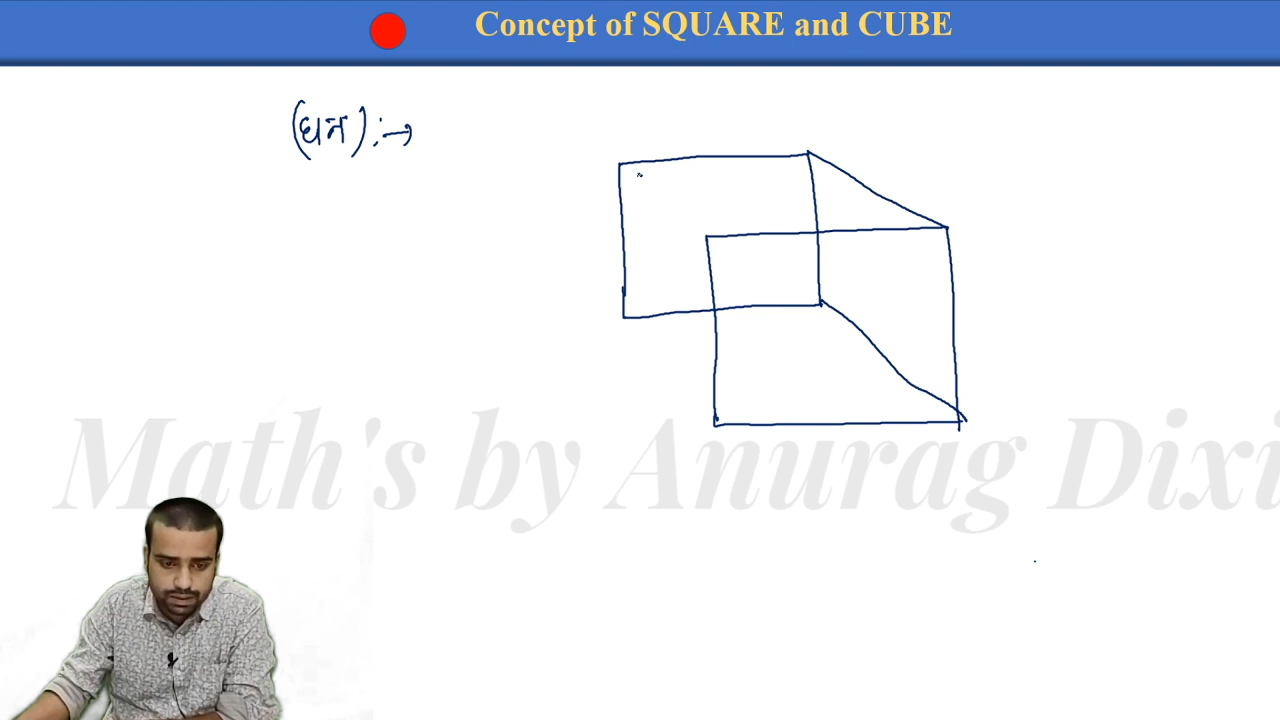 Concept of SQUARE and CUBE
(घन) :→
Math's by Anurag Dixi